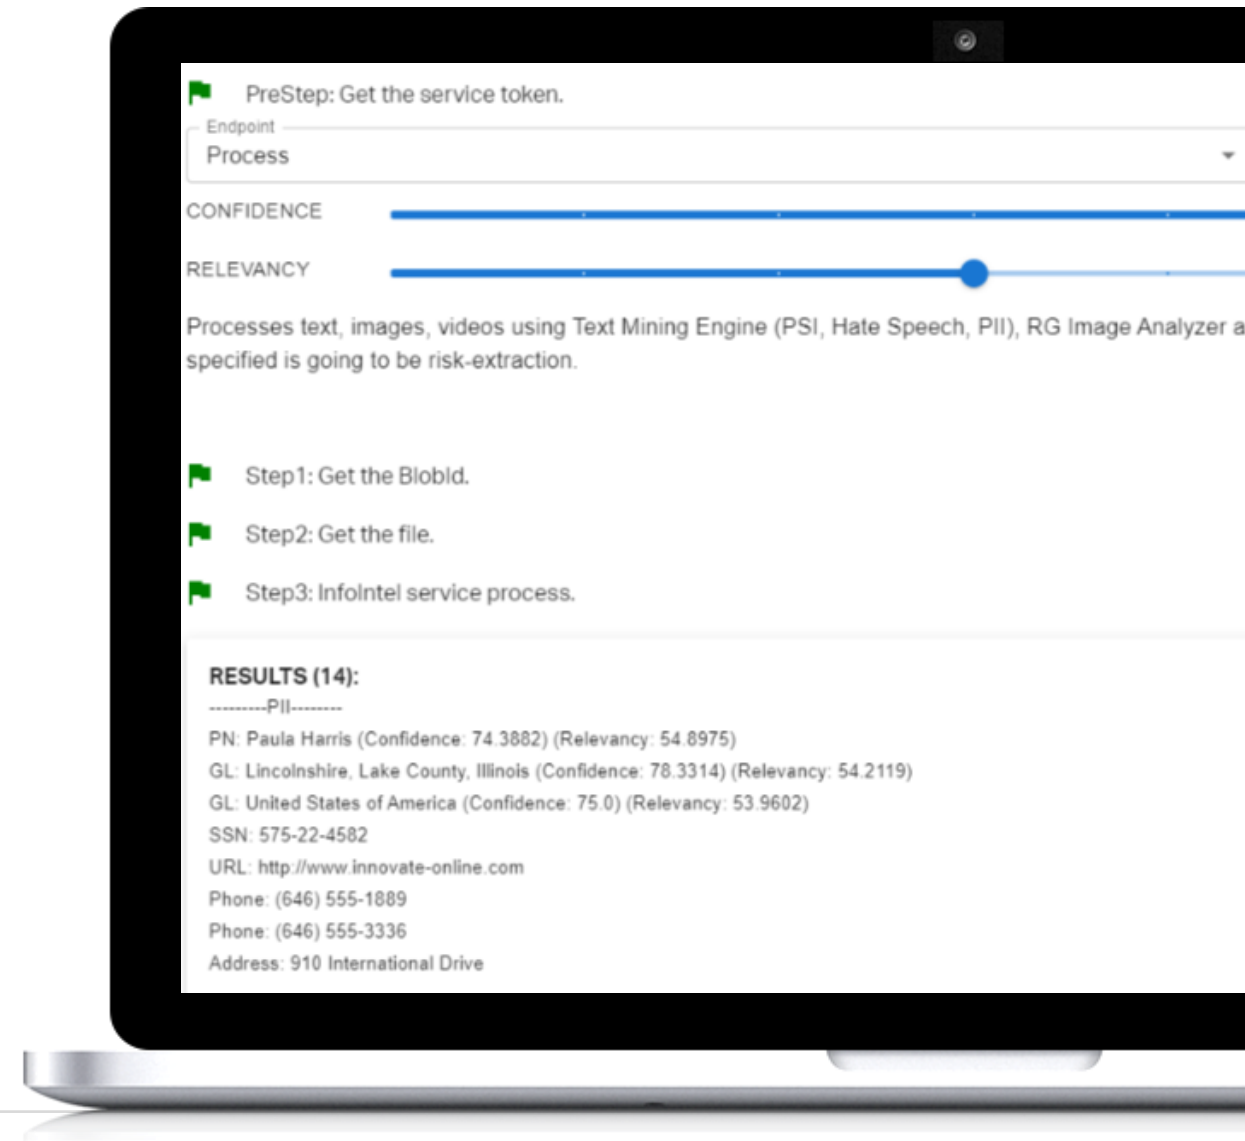 PreStep: Get the service token.
Endpoint
Process
CONFIDENCE
RELEVANCY
Processes text, images, videos using Text Mining Engine (PSI, Hate Speech, PII), RG Image Analyzer a
specified is going to be risk-extraction.
Step1: Get the BlobId.
Step2: Get the file.
Step3: InfoIntel service process.
RESULTS (14):
---------PII--------
PN: Paula Harris (Confidence: 74.3882) (Relevancy: 54.8975)
GL: Lincolnshire, Lake County, Illinois (Confidence: 78.3314) (Relevancy: 54.2119)
GL: United States of America (Confidence: 75.0) (Relevancy: 53.9602)
SSN: 575-22-4582
URL: http://www.innovate-online.com
Phone: (646) 555-1889
Phone: (646) 555-3336
Address: 910 International Drive